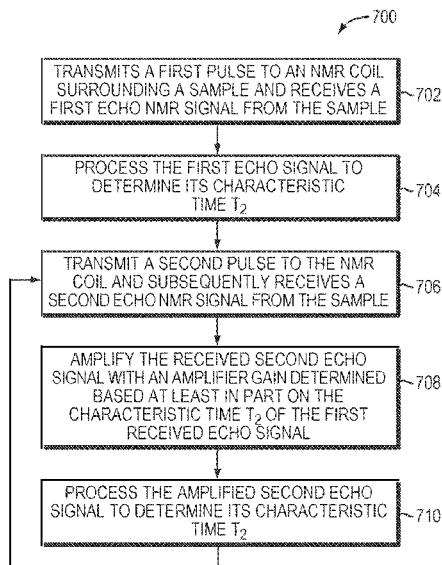 700
TRANSMITS A FIRST PULSE TO AN NMR COIL
SURROUNDING A SAMPLE AND RECEIVES A
FIRST ECHO NMR SIGNAL FROM THE SAMPLE
702
PROCESS THE FIRST ECHO SIGNAL TO
DETERMINE ITS CHARACTERISTIC
TIME T2
704
TRANSMIT A SECOND PULSE TO THE NMR
COIL AND SUBSEQUENTLY RECEIVES A
SECOND ECHO NMR SIGNAL FROM THE SAMPLE
706
AMPLIFY THE RECEIVED SECOND ECHO
SIGNAL WITH AN AMPLIFER GAIN DETERMINED
BASED AT LEAST IN PART ON THE
CHARACTERISTIC TIME T2 OF THE FIRST
RECEIVED ECHO SIGNAL
708
PROCESS THE AMPLIFIED SECOND ECHO
SIGNAL TO DETERMINE ITS CHARACTERISTIC
TIME T2
710